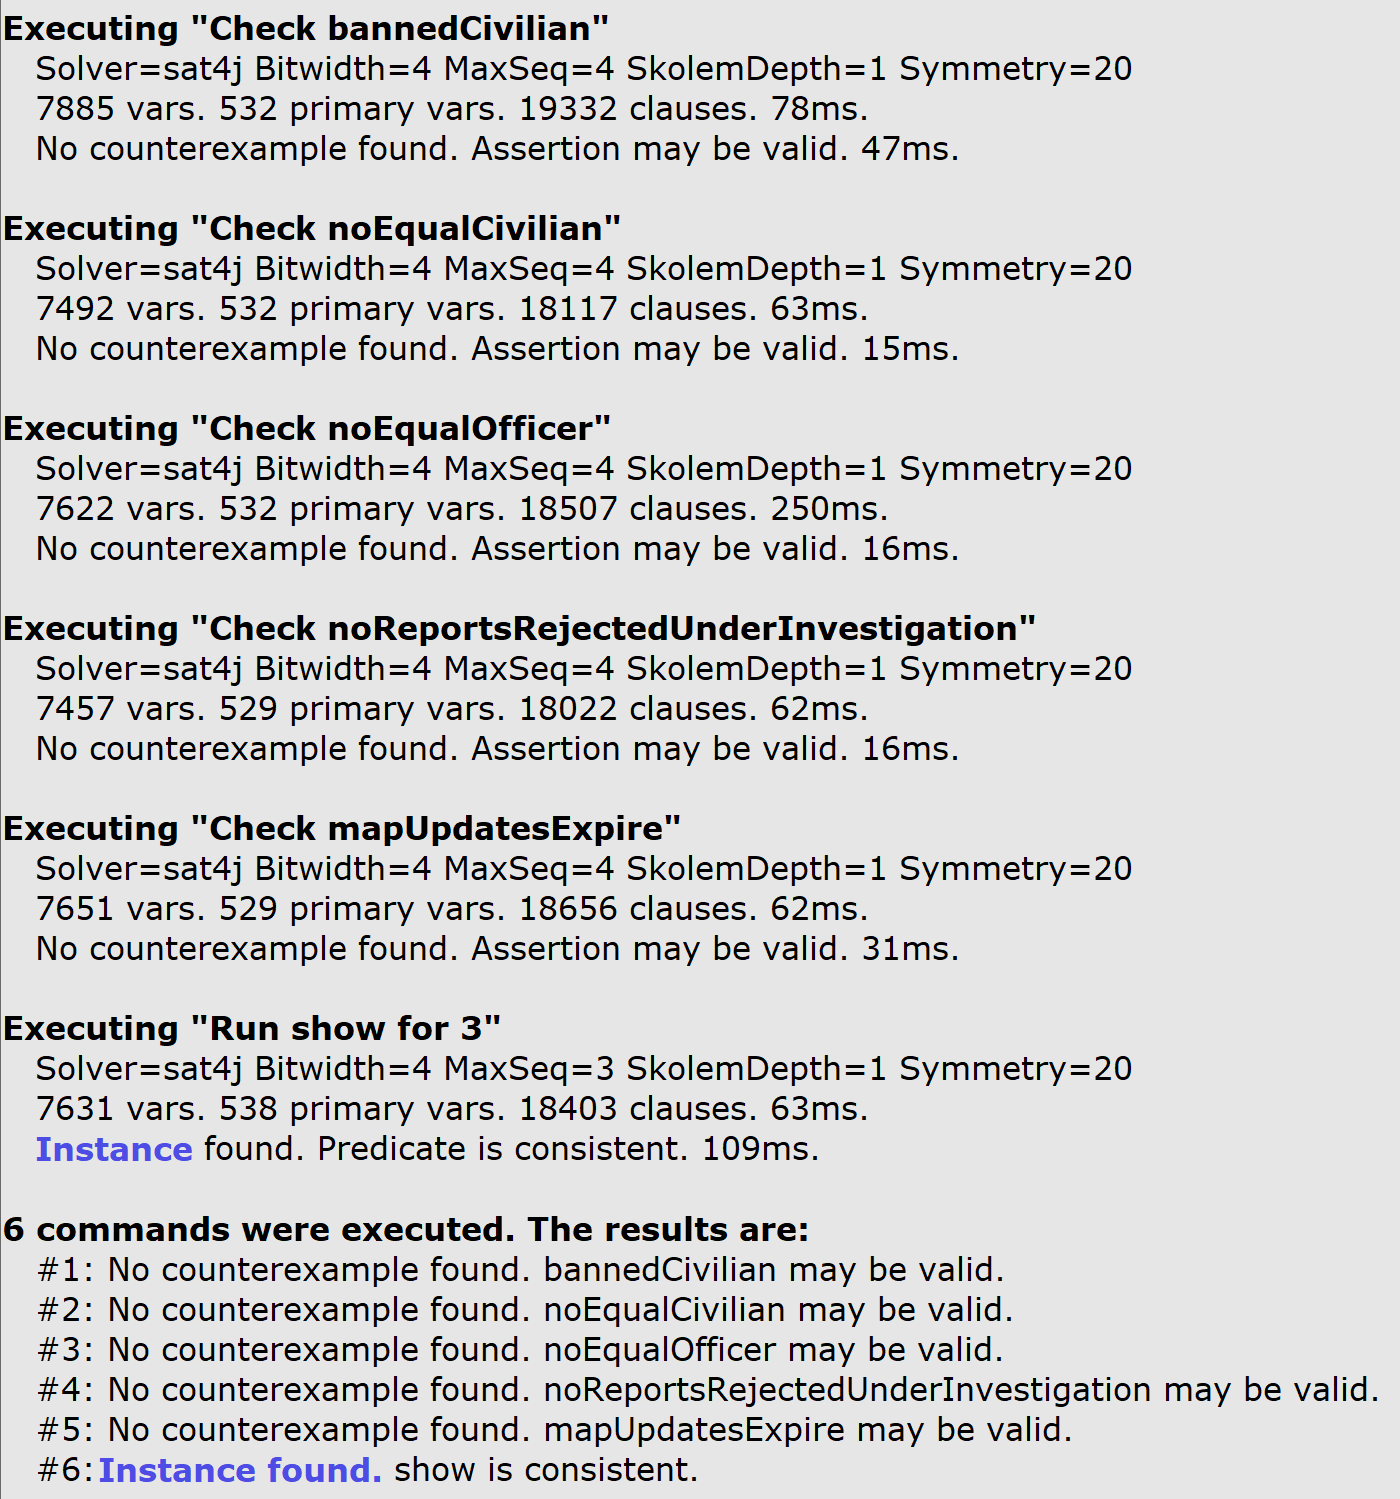 Executing "Check bannedCivilian"
Solver=sat4j Bitwidth=4 MaxSeq=4 SkolemDepth=1 Symmetry=20
7885 vars. 532 primary vars. 19332 clauses. 78ms.
No counterexample found. Assertion may be valid. 47ms.
Executing "Check noEqualCivilian"
Solver=sat4j Bitwidth=4 MaxSeq=4 SkolemDepth=1 Symmetry=20
7492 vars. 532 primary vars. 18117 clauses. 63ms.
No counterexample found. Assertion may be valid. 15ms.
Executing "Check noEqualOfficer"
Solver=sat4j Bitwidth=4 MaxSeq=4 SkolemDepth=1 Symmetry=20
7622 vars. 532 primary vars. 18507 clauses. 250ms.
No counterexample found. Assertion may be valid. 16ms.
Executing "Check noReportsRejectedUnderInvestigation"
Solver=sat4j Bitwidth=4 MaxSeq=4 SkolemDepth=1 Symmetry=20
7457 vars. 529 primary vars. 18022 clauses. 62ms.
No counterexample found. Assertion may be valid. 16ms.
Executing "Check mapUpdatesExpire"
Solver=sat4j Bitwidth=4 MaxSeq=4 SkolemDepth=1 Symmetry=20
7651 vars. 529 primary vars. 18656 clauses. 62ms.
No counterexample found. Assertion may be valid. 31ms.
Executing "Run show for 3"
Solver=sat4j Bitwidth=4 MaxSeq=3 SkolemDepth=1 Symmetry=20
7631 vars. 538 primary vars. 18403 clauses. 63ms.
Instance found. Predicate is consistent. 109ms.
6 commands were executed. The results are:
#1: No counterexample found. bannedCivilian may be valid.
#2: No counterexample found. noEqualCivilian may be valid.
#3: No counterexample found. noEqualOfficer may be valid.
#4: No counterexample found. noReportsRejectedUnderInvestigation may be valid.
#5: No counterexample found. mapUpdatesExpire may be valid.
#6: Instance found. show is consistent.